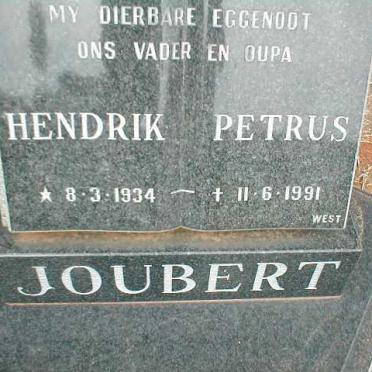 MY DIERBARE EGGENOOT
ONS VADER EN OUPA
HENDRIK PETRUS
★ 8·3·1934 ~ † 11·6·1991
WEST
JOUBERT